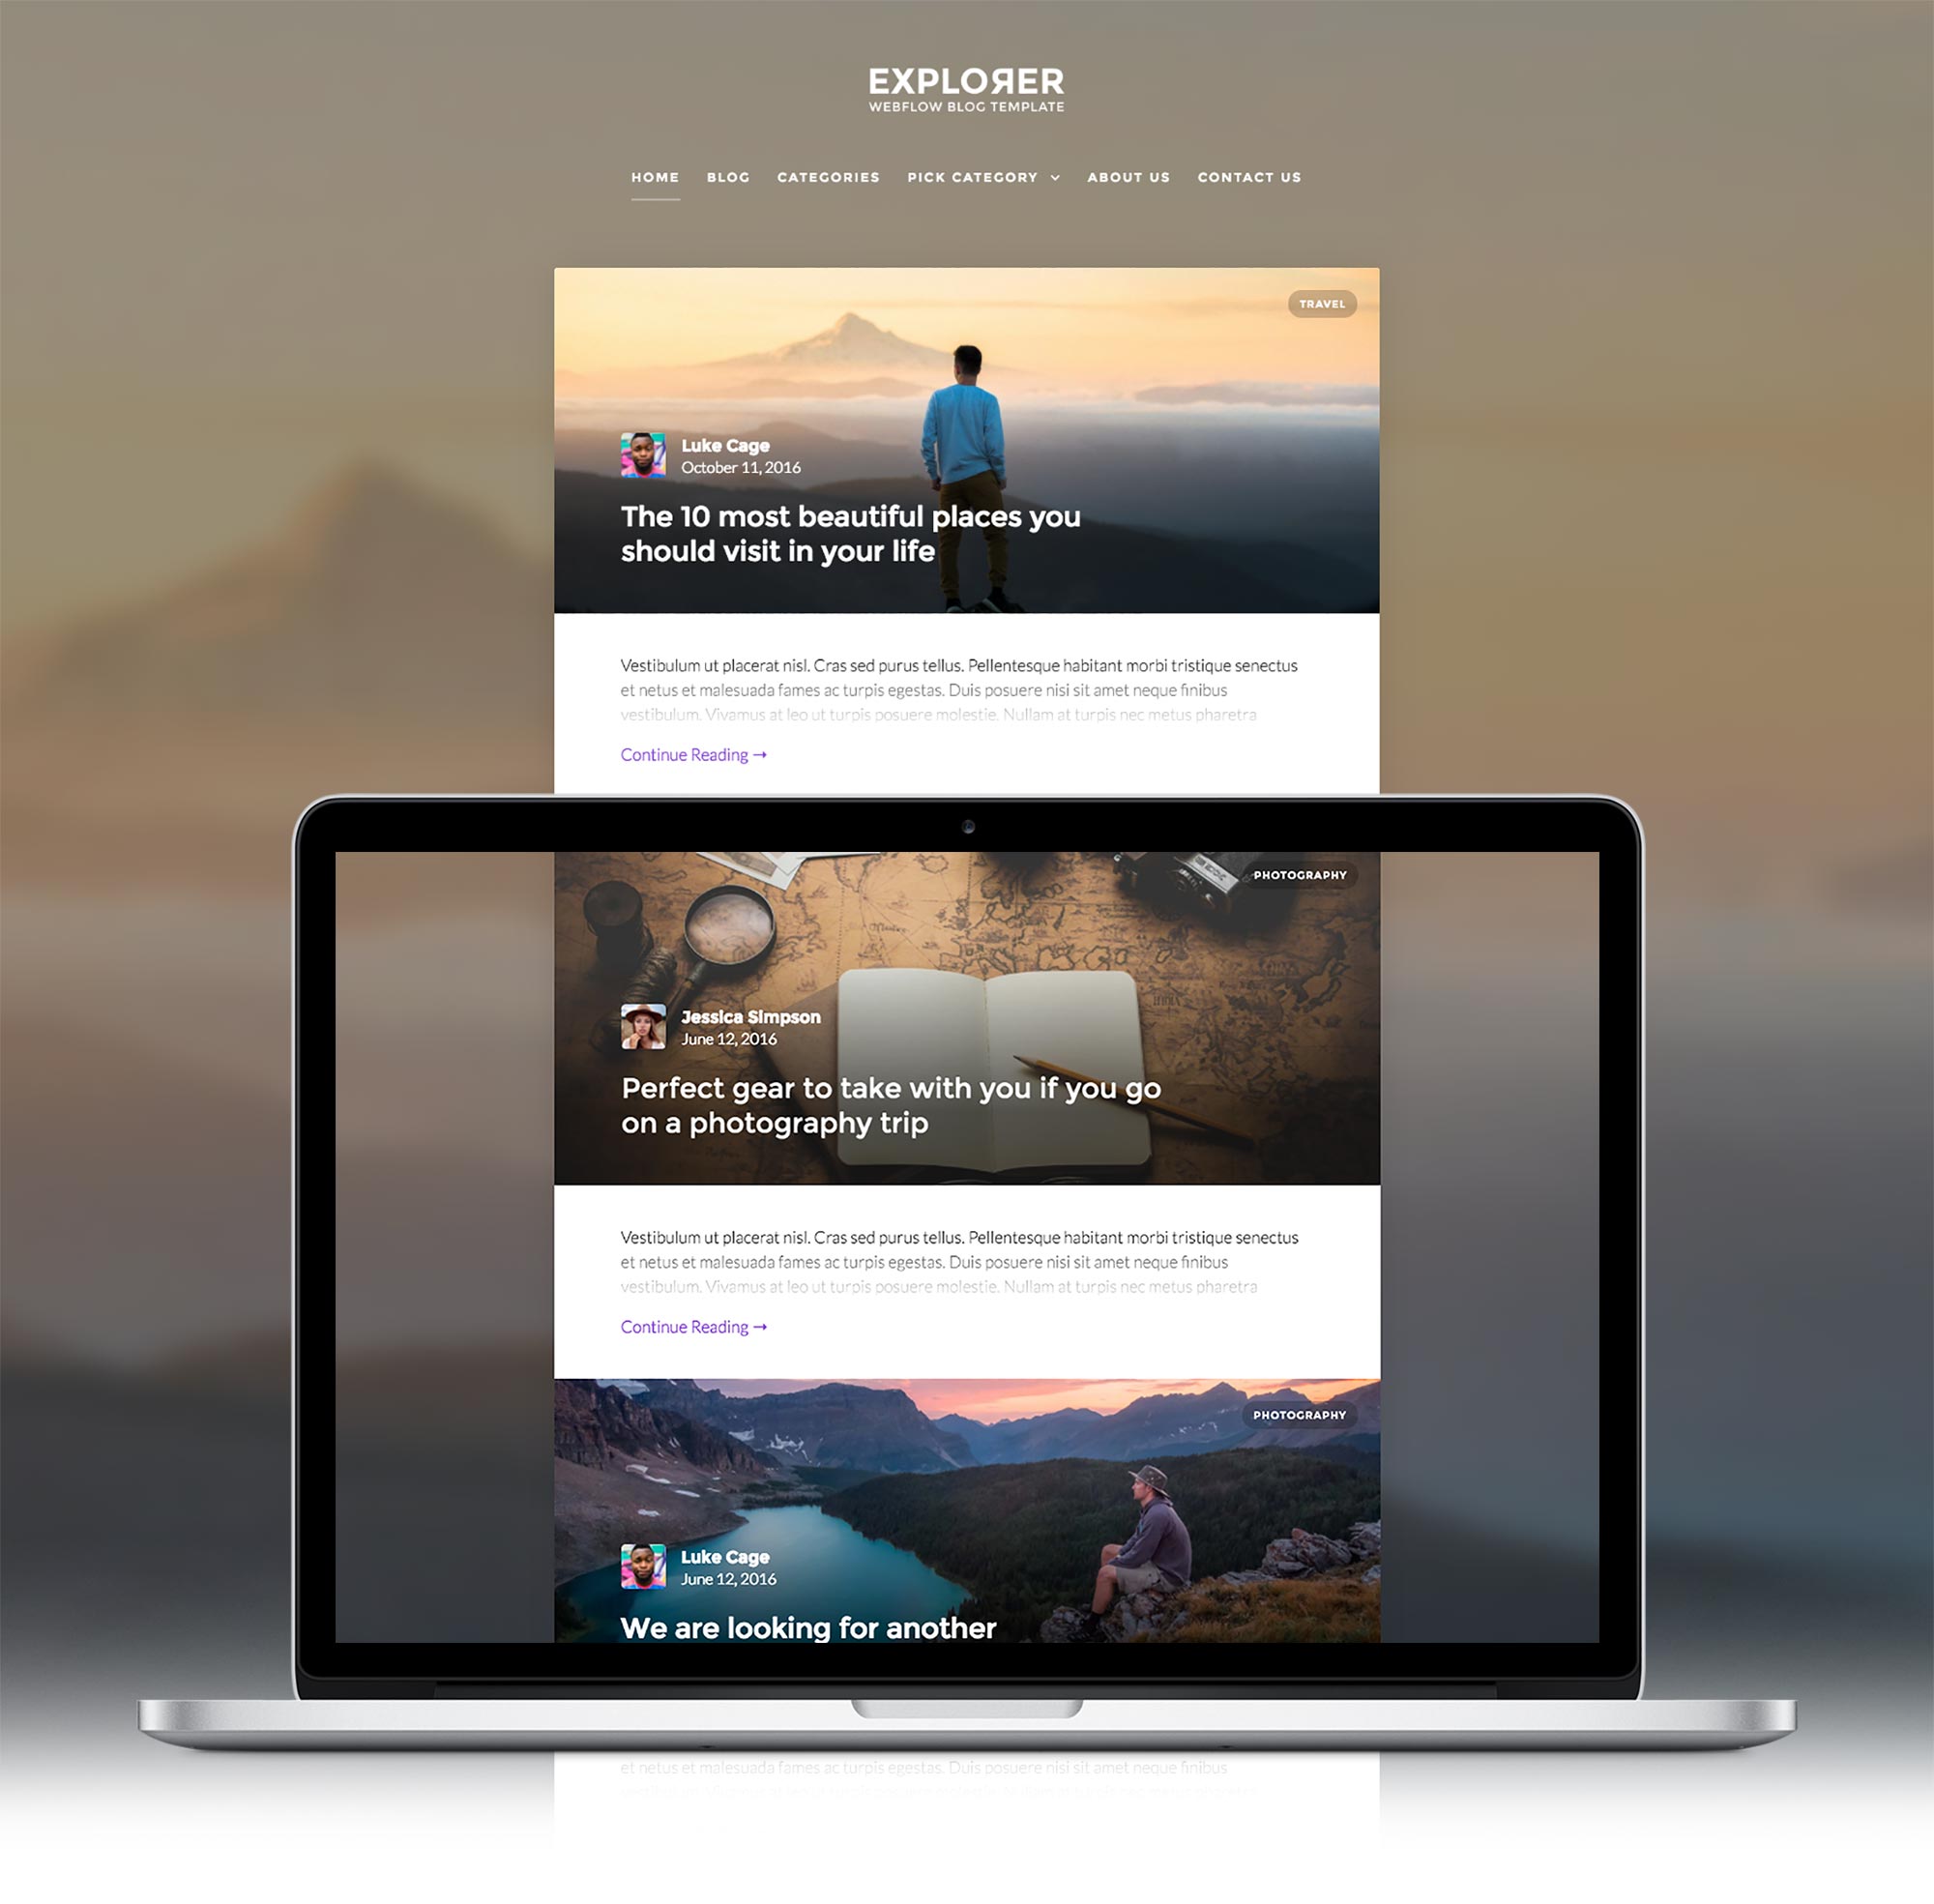 EXPLOЯER
WEBFLOW BLOG TEMPLATE
HOME BLOG CATEGORIES PICK CATEGORY ABOUT US CONTACT US
TRAVEL
Luke Cage
October 11, 2016
The 10 most beautiful places you
should visit in your life
Vestibulum ut placerat nisl. Cras sed purus tellus. Pellentesque habitant morbi tristique senectus
et netus et malesuada fames ac turpis egestas. Duis posuere nisi sit amet neque finibus
vestibulum. Vivamus at leo ut turpis posuere molestie. Nullam at turpis nec metus pharetra
Continue Reading →
PHOTOGRAPHY
Jessica Simpson
June 12, 2016
Perfect gear to take with you if you go
on a photography trip
Vestibulum ut placerat nisl. Cras sed purus tellus. Pellentesque habitant morbi tristique senectus
et netus et malesuada fames ac turpis egestas. Duis posuere nisi sit amet neque finibus
vestibulum. Vivamus at leo ut turpis posuere molestie. Nullam at turpis nec metus pharetra
Continue Reading →
PHOTOGRAPHY
Luke Cage
June 12, 2016
We are looking for another
et netus et malesuada fames ac turpis egestas. Duis posuere nisi sit amet neque finibus